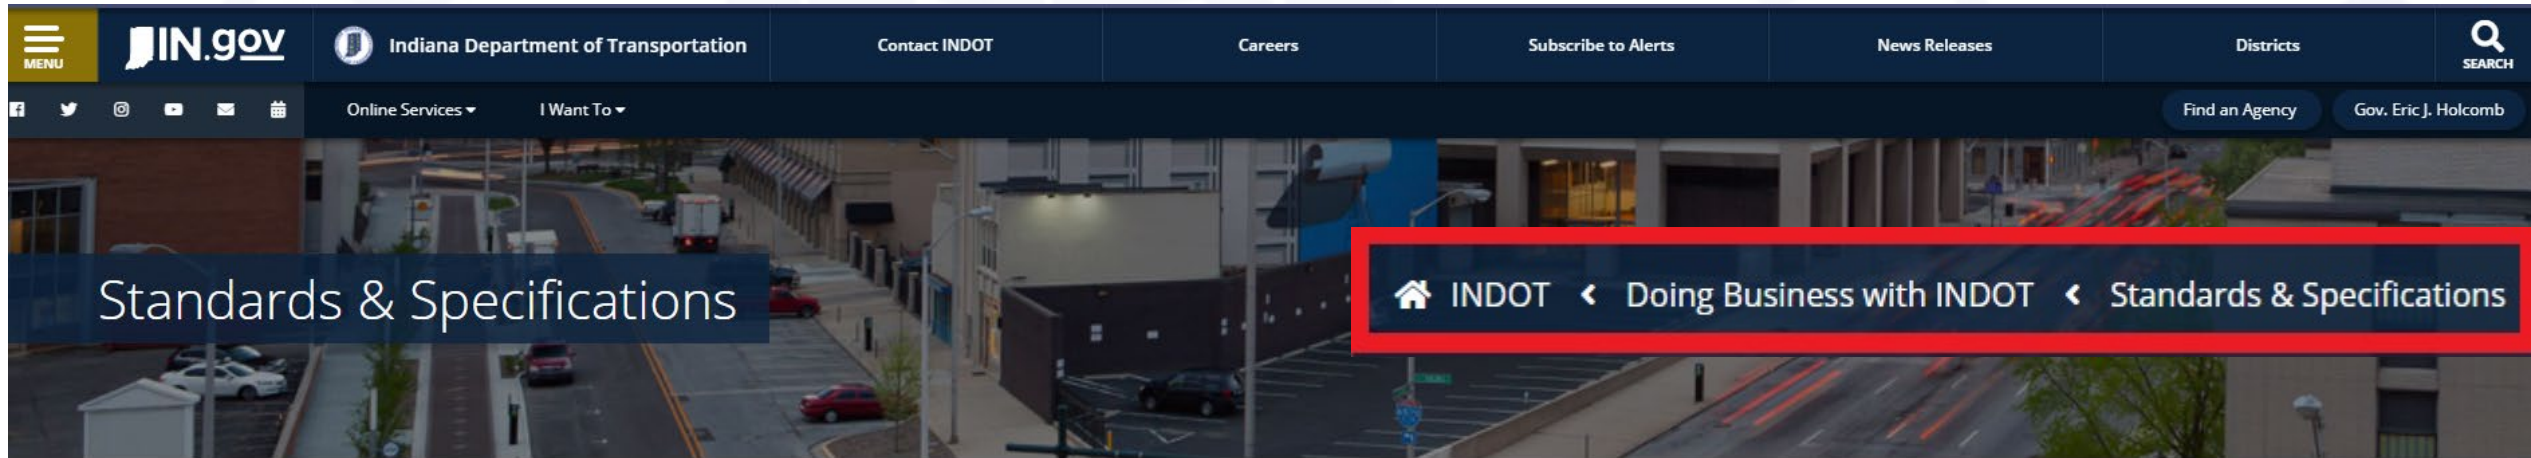 MENU
IN.gov
Indiana Department of Transportation
Contact INDOT
Careers
Subscribe to Alerts
News Releases
Districts
SEARCH
Online Services
I Want To
Find an Agency
Gov. Eric J. Holcomb
Standards & Specifications
INDOT < Doing Business with INDOT < Standards & Specifications